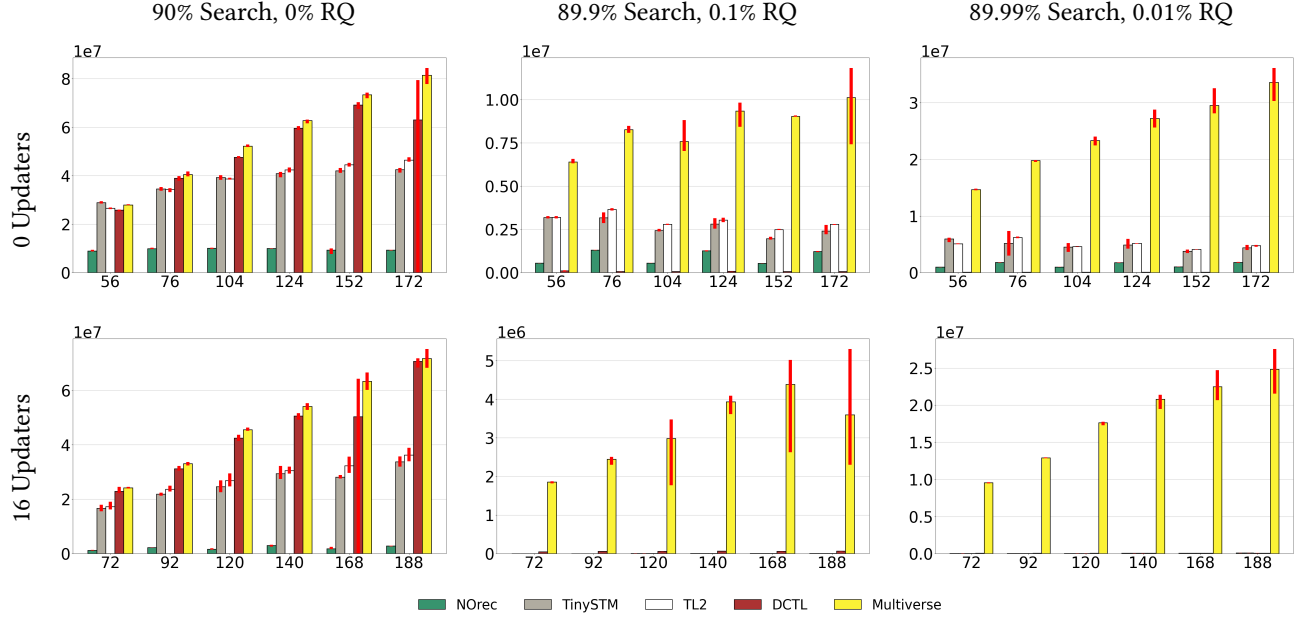 90% Search, 0% RQ
89.9% Search, 0.1% RQ
89.99% Search, 0.01% RQ
0 Updaters
1e7
8
6
4
2
0
56 76 104 124 152 172
1e7
1.00
0.75
0.50
0.25
0.00
56 76 104 124 152 172
1e7
3
2
1
0
56 76 104 124 152 172
16 Updaters
1e7
6
4
2
0
72 92 120 140 168 188
1e6
5
4
3
2
1
0
72 92 120 140 168 188
1e7
2.5
2.0
1.5
1.0
0.5
0.0
72 92 120 140 168 188
NOrec TinySTM TL2 DCTL Multiverse